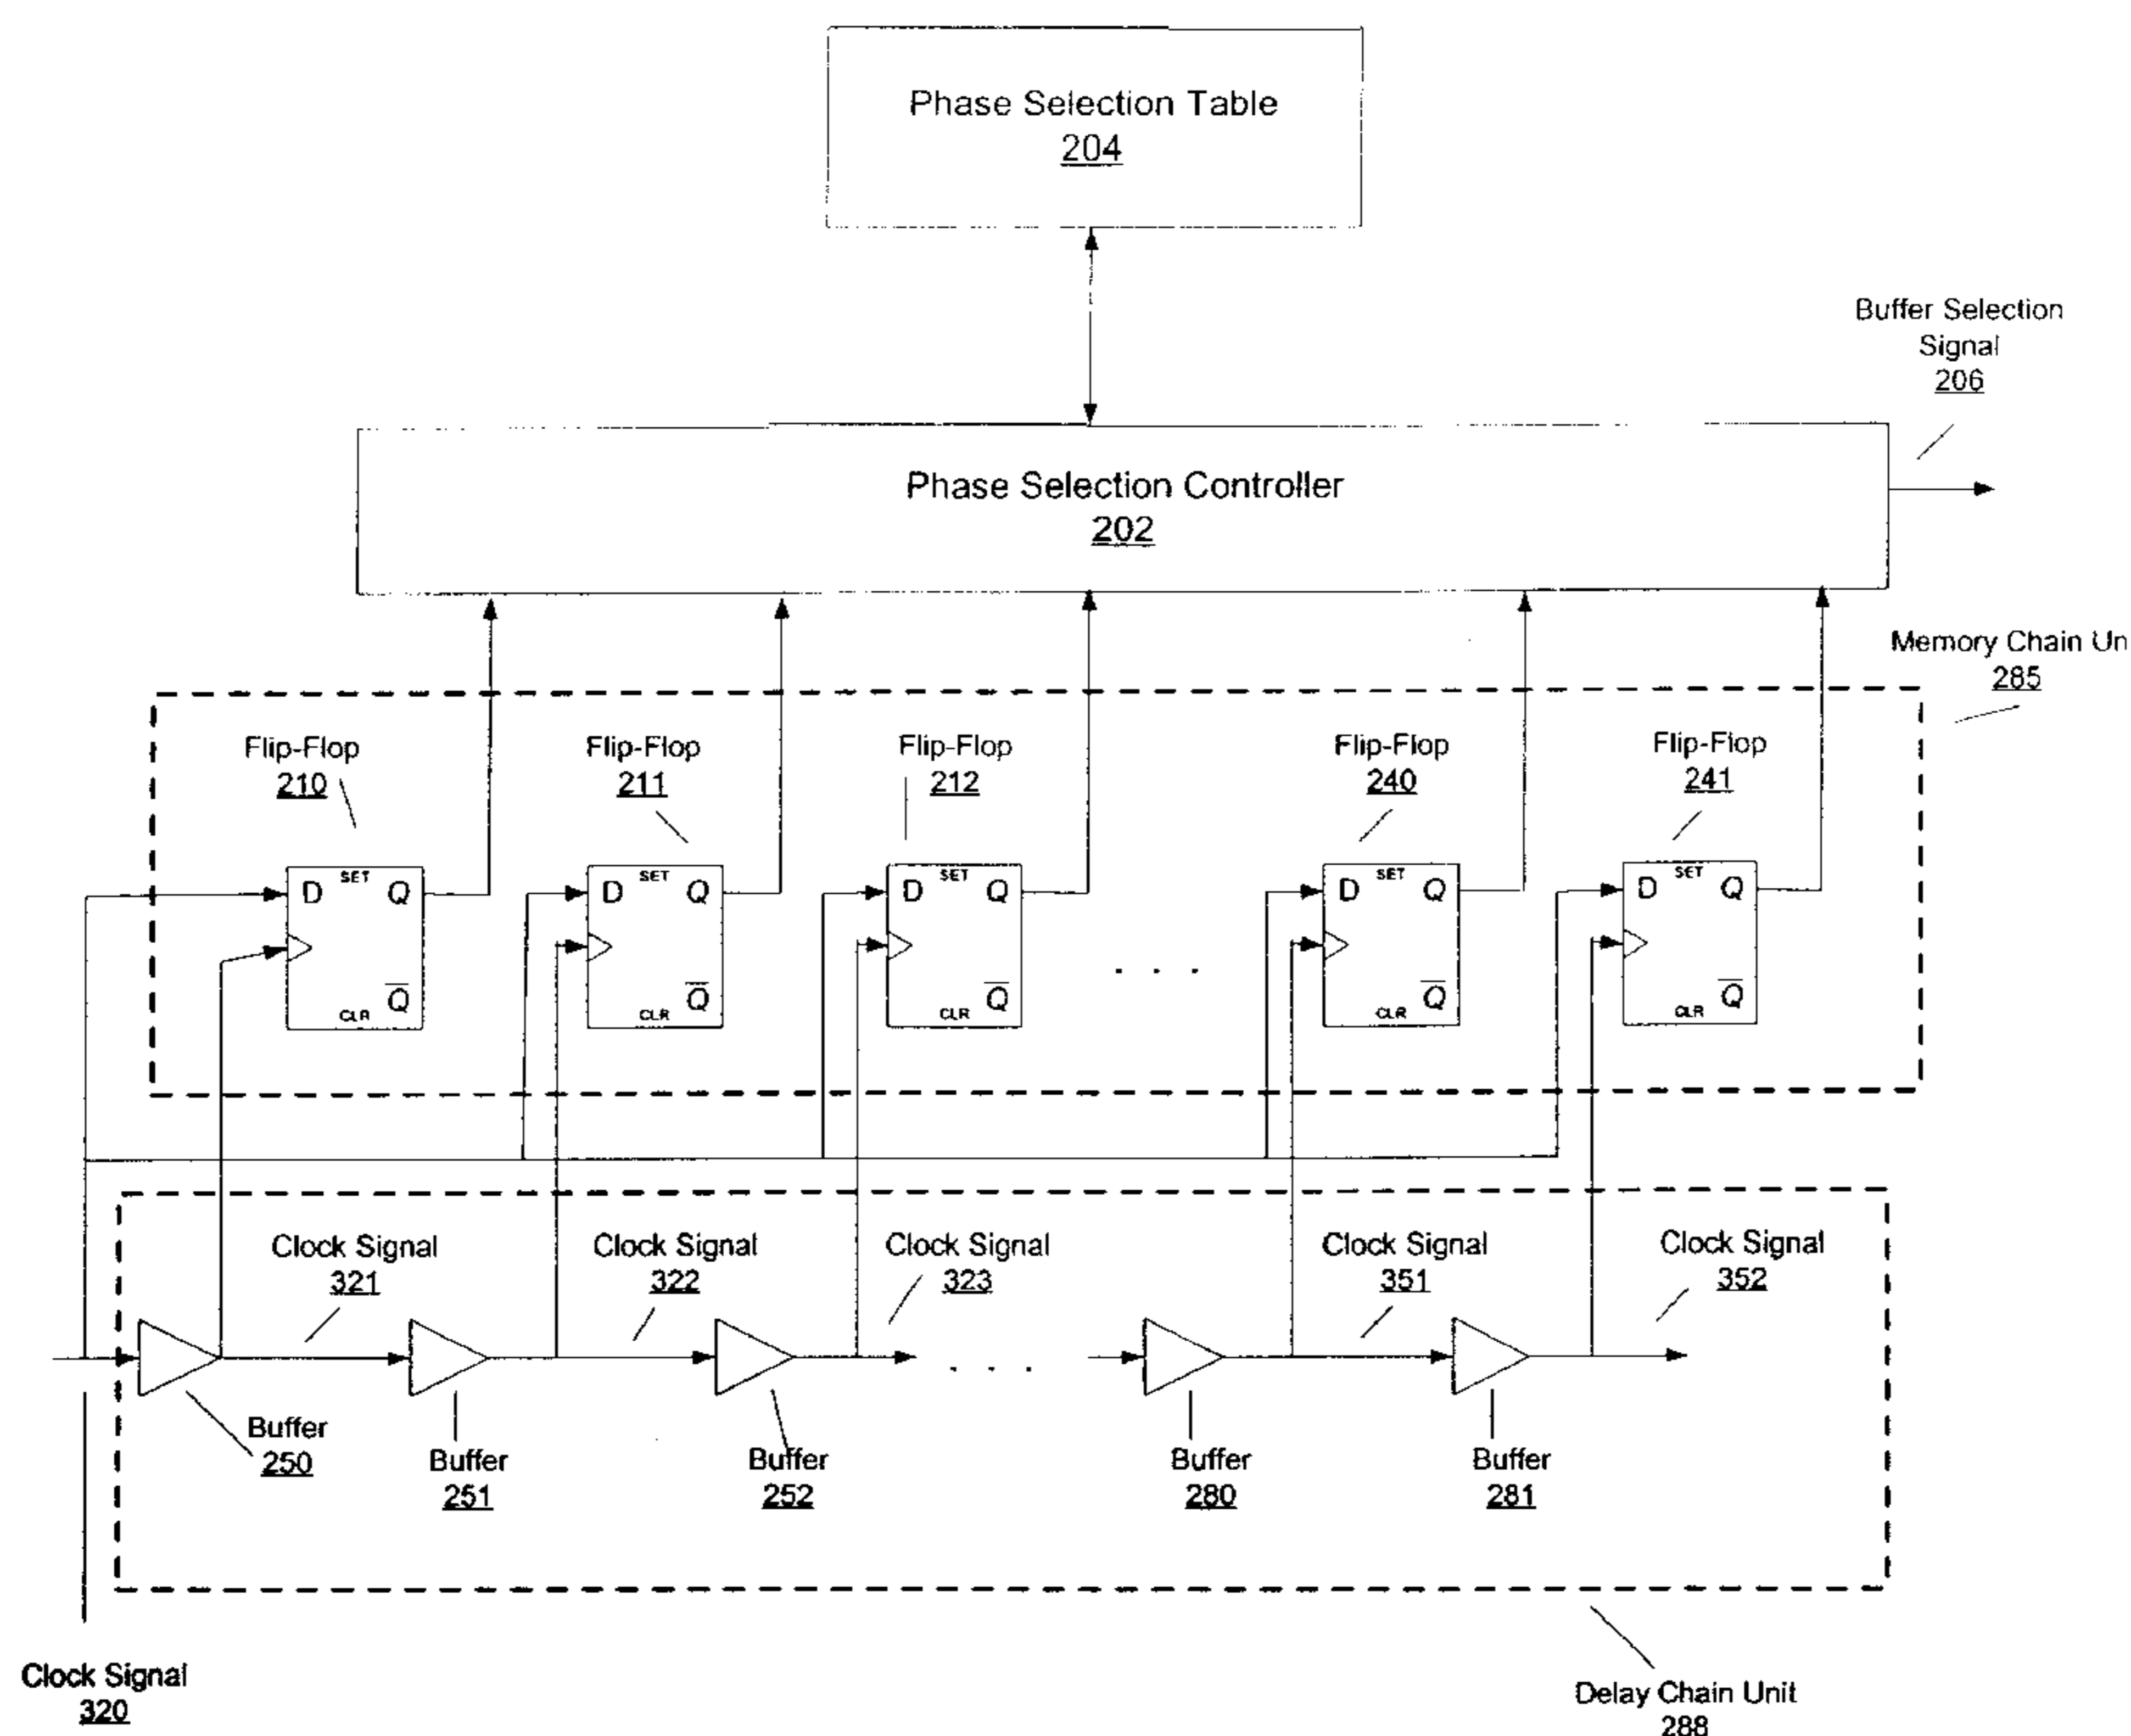 Phase Selection Table
204
Buffer Selection
Signal
206
Phase Selection Controller
202
Memory Chain Un
285
Flip-Flop
210
Flip-Flop
211
Flip-Flop
212
Flip-Flop
240
Flip-Flop
241
D SET Q
CLR Q̅
D SET Q
CLR Q̅
D SET Q
CLR Q̅
. . .
D SET Q
CLR Q̅
D SET Q
CLR Q̅
Clock Signal
321
Clock Signal
322
Clock Signal
323
Clock Signal
351
Clock Signal
352
. . .
Buffer
250
Buffer
251
Buffer
252
Buffer
280
Buffer
281
Clock Signal
320
Delay Chain Unit
288